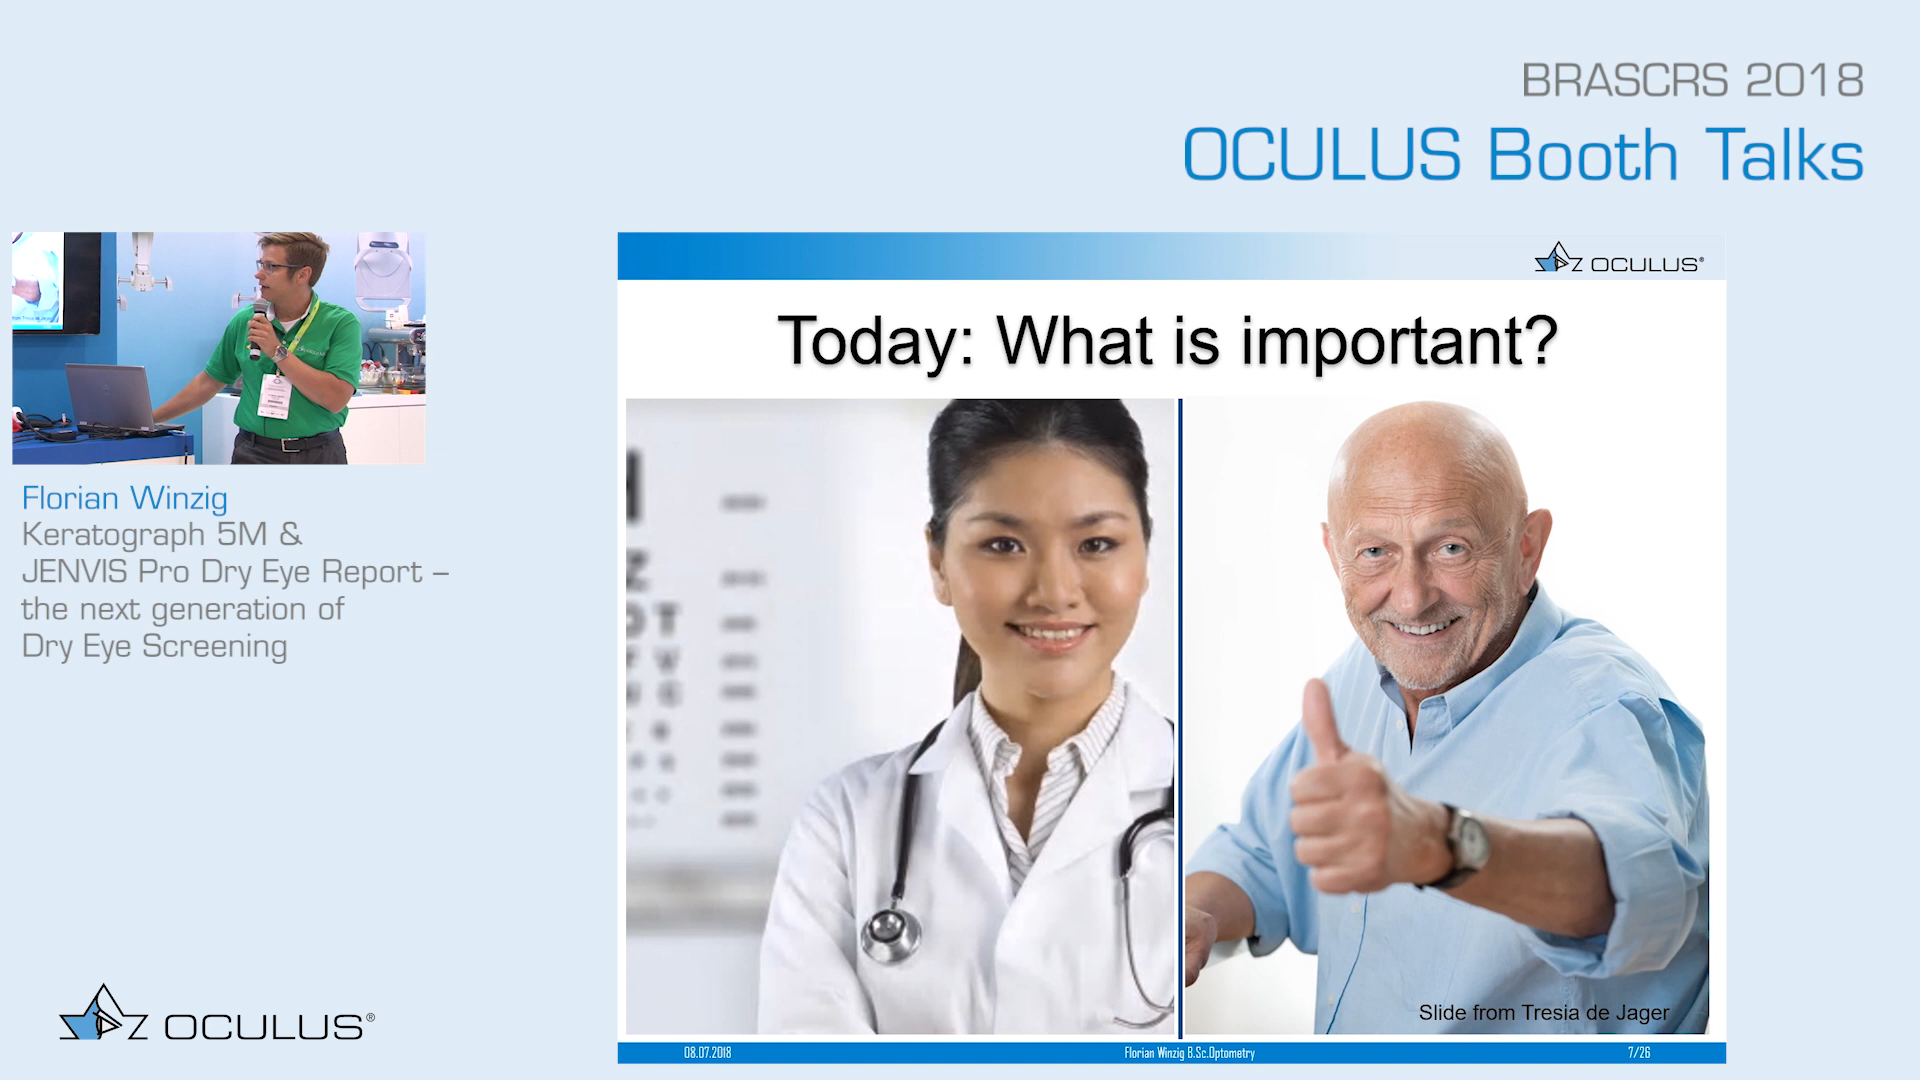 BRASCRS 2018
OCULUS Booth Talks
OCULUS®
Today: What is important?
Florian Winzig
Keratograph 5M &
JENVIS Pro Dry Eye Report –
the next generation of
Dry Eye Screening
Slide from Tresia de Jager
OCULUS®
08.07.2018
Florian Winzig B.Sc.Optometry
7/26